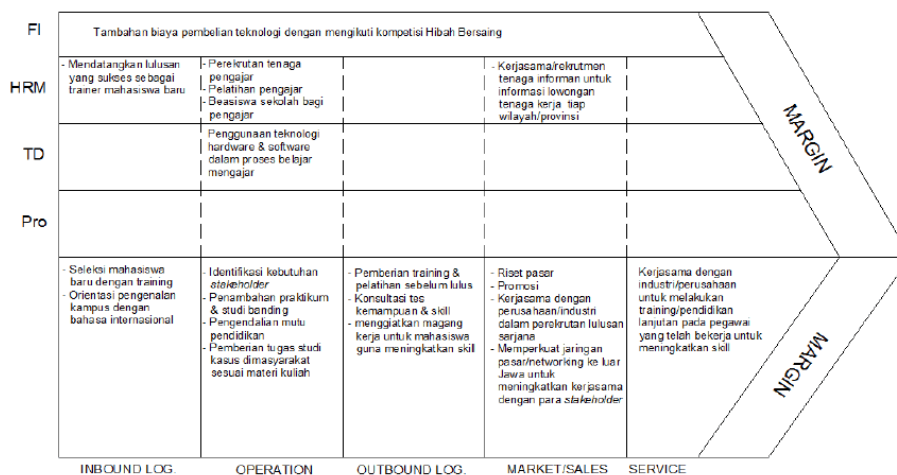 FI
Tambahan biaya pembelian teknologi dengan mengikuti kompetisi Hibah Bersaing
HRM
- Mendatangkan lulusan
yang sukses sebagai
trainer mahasiswa baru
- Perekrutan tenaga
pengajar
- Pelatihan pengajar
- Beasiswa sekolah bagi
pengajar
- Kerjasama/rekrutmen
tenaga informan untuk
informasi lowongan
tenaga kerja tiap
wilayah/provinsi
TD
Penggunaan teknologi
hardware & software
dalam proses belajar
mengajar
Pro
MARGIN
- Seleksi mahasiswa
baru dengan training
- Orientasi pengenalan
kampus dengan
bahasa internasional
- Identifikasi kebutuhan
stakeholder
- Penambahan praktikum
& studi banding
- Pengendalian mutu
pendidikan
- Pemberian tugas studi
kasus dimasyarakat
sesuai materi kuliah
- Pemberian training &
pelatihan sebelum lulus
- Konsultasi tes
kemampuan & skill
- menggiatkan magang
kerja untuk mahasiswa
guna meningkatkan skill
- Riset pasar
- Promosi
- Kerjasama dengan
perusahaan/industri
dalam perekrutan lulusan
sarjana
- Memperkuat jaringan
pasar/networking ke luar
Jawa untuk
meningkatkan kerjasama
dengan para stakeholder
Kerjasama dengan
industri/perusahaan
untuk melakukan
training/pendidikan
lanjutan pada pegawai
yang telah bekerja untuk
meningkatkan skill
MARGIN
INBOUND LOG.
OPERATION
OUTBOUND LOG.
MARKET/SALES
SERVICE